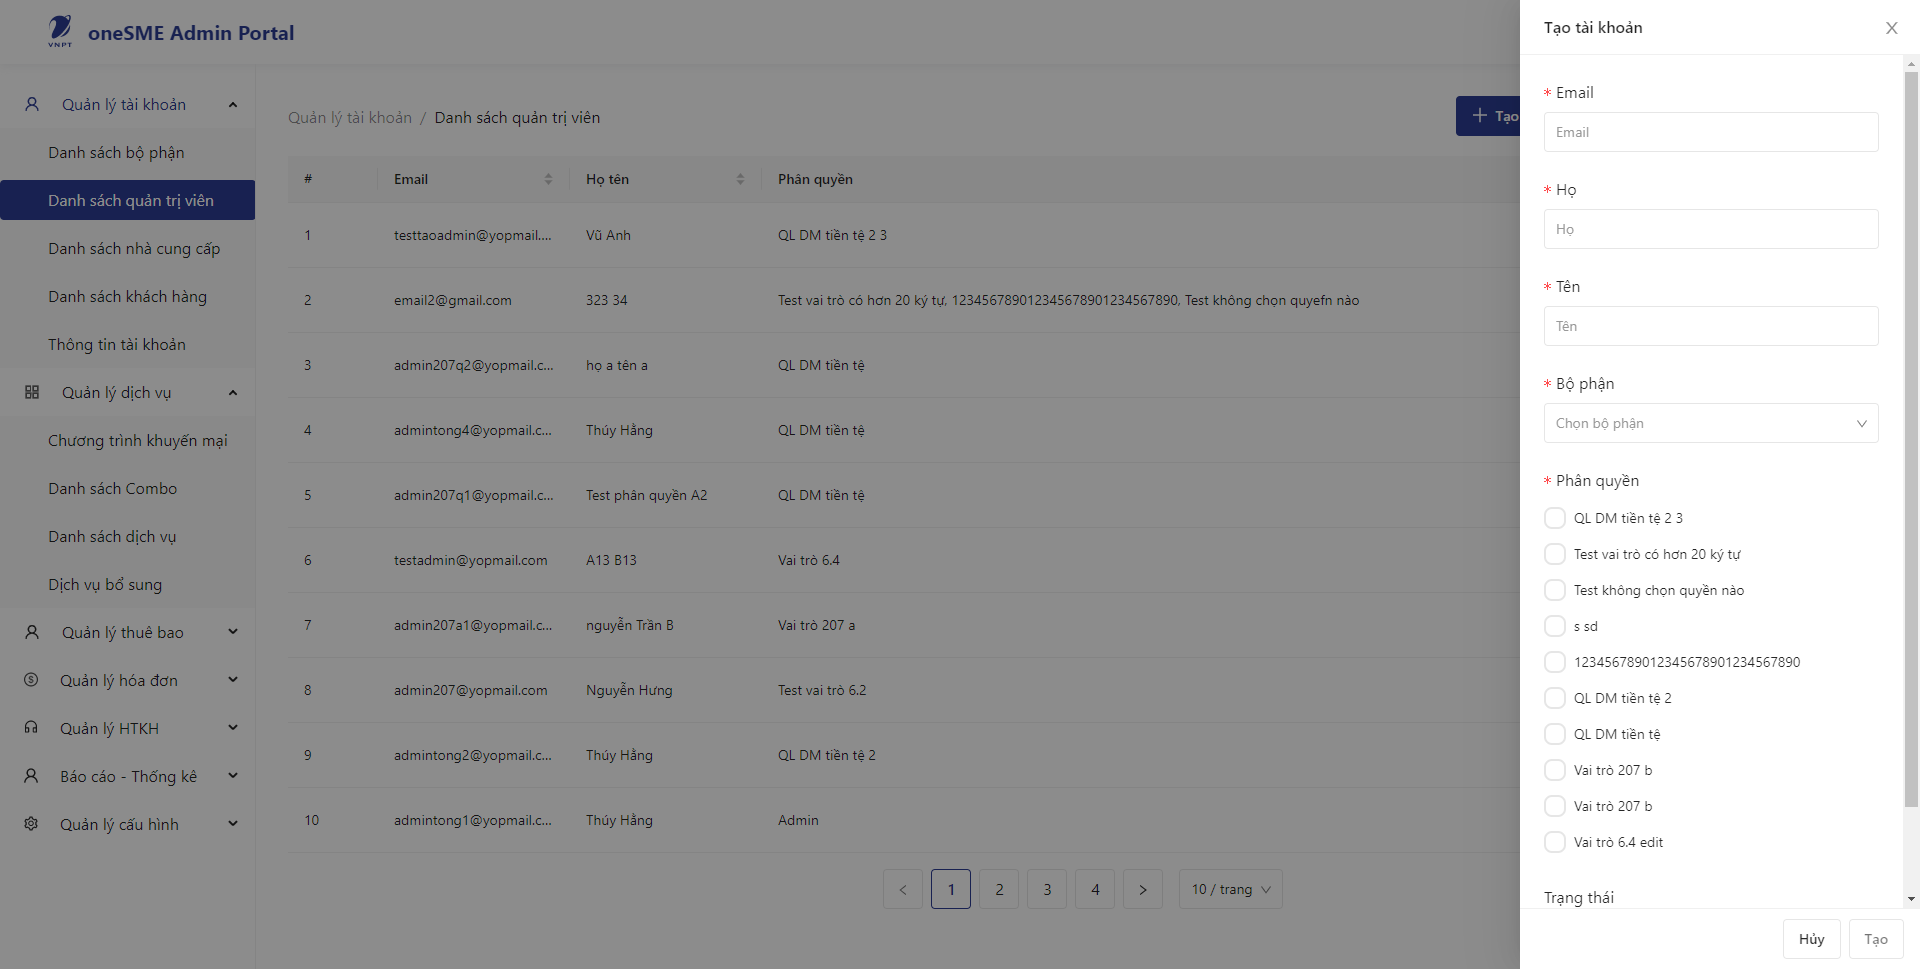 VNPT
oneSME Admin Portal
Quản lý tài khoản
Danh sách bộ phận
Danh sách quản trị viên
Danh sách nhà cung cấp
Danh sách khách hàng
Thông tin tài khoản
Quản lý dịch vụ
Chương trình khuyến mại
Danh sách Combo
Danh sách dịch vụ
Dịch vụ bổ sung
Quản lý thuê bao
Quản lý hóa đơn
Quản lý HTKH
Báo cáo - Thống kê
Quản lý cấu hình
Quản lý tài khoản / Danh sách quản trị viên
+ Tạo
# Email Họ tên Phân quyền
1 testtaoadmin@yopmail.... Vũ Anh QL DM tiền tệ 2 3
2 email2@gmail.com 323 34 Test vai trò có hơn 20 ký tự, 123456789012345678901234567890, Test không chọn quyefn nào
3 admin207q2@yopmail.c... họ a tên a QL DM tiền tệ
4 admintong4@yopmail.c... Thúy Hằng QL DM tiền tệ
5 admin207q1@yopmail.c... Test phân quyền A2 QL DM tiền tệ
6 testadmin@yopmail.com A13 B13 Vai trò 6.4
7 admin207a1@yopmail.c... nguyễn Trần B Vai trò 207 a
8 admin207@yopmail.com Nguyễn Hưng Test vai trò 6.2
9 admintong2@yopmail.c... Thúy Hằng QL DM tiền tệ 2
10 admintong1@yopmail.c... Thúy Hằng Admin
< 1 2 3 4 > 10 / trang
Tạo tài khoản
* Email
Email
* Họ
Họ
* Tên
Tên
* Bộ phận
Chọn bộ phận
* Phân quyền
QL DM tiền tệ 2 3
Test vai trò có hơn 20 ký tự
Test không chọn quyền nào
s sd
123456789012345678901234567890
QL DM tiền tệ 2
QL DM tiền tệ
Vai trò 207 b
Vai trò 207 b
Vai trò 6.4 edit
Trạng thái
Hủy Tạo